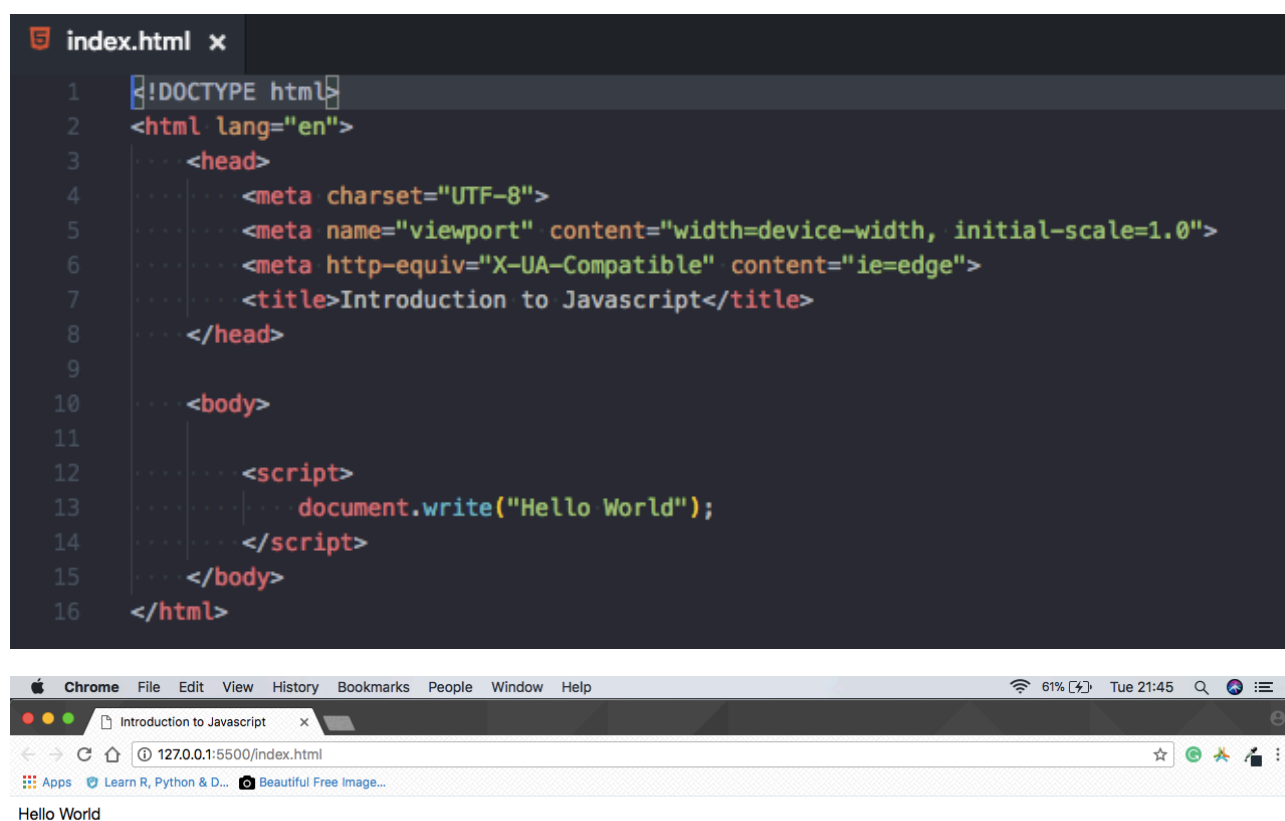 index.html ×
1 <!DOCTYPE html>
2 <html lang="en">
3 <head>
4 <meta charset="UTF-8">
5 <meta name="viewport" content="width=device-width, initial-scale=1.0">
6 <meta http-equiv="X-UA-Compatible" content="ie=edge">
7 <title>Introduction to Javascript</title>
8 </head>
9
10 <body>
11
12 <script>
13 document.write("Hello World");
14 </script>
15 </body>
16 </html>
Chrome File Edit View History Bookmarks People Window Help 61% Tue 21:45
Introduction to Javascript ×
127.0.0.1:5500/index.html
Apps Learn R, Python & D... Beautiful Free Image...
Hello World